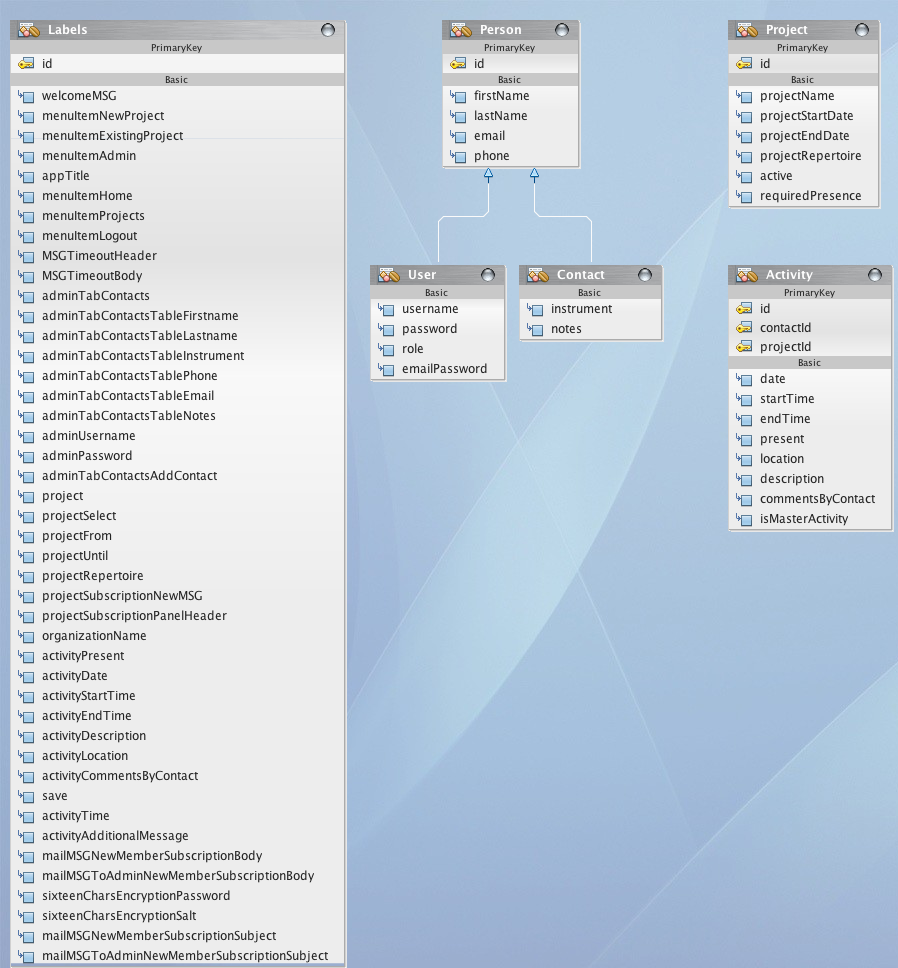 Labels
PrimaryKey
id
Basic
welcomeMSG
menuItemNewProject
menuItemExistingProject
menuItemAdmin
appTitle
menuItemHome
menuItemProjects
menuItemLogout
MSGTimeoutHeader
MSGTimeoutBody
adminTabContacts
adminTabContactsTableFirstname
adminTabContactsTableLastname
adminTabContactsTableInstrument
adminTabContactsTablePhone
adminTabContactsTableEmail
adminTabContactsTableNotes
adminUsername
adminPassword
adminTabContactsAddContact
project
projectSelect
projectFrom
projectUntil
projectRepertoire
projectSubscriptionNewMSG
projectSubscriptionPanelHeader
organizationName
activityPresent
activityDate
activityStartTime
activityEndTime
activityDescription
activityLocation
activityCommentsByContact
save
activityTime
activityAdditionalMessage
mailMSGNewMemberSubscriptionBody
mailMSGToAdminNewMemberSubscriptionBody
sixteenCharsEncryptionPassword
sixteenCharsEncryptionSalt
mailMSGNewMemberSubscriptionSubject
mailMSGToAdminNewMemberSubscriptionSubject
Person
PrimaryKey
id
Basic
firstName
lastName
email
phone
User
Basic
username
password
role
emailPassword
Contact
Basic
instrument
notes
Project
PrimaryKey
id
Basic
projectName
projectStartDate
projectEndDate
projectRepertoire
active
requiredPresence
Activity
PrimaryKey
id
contactId
projectId
Basic
date
startTime
endTime
present
location
description
commentsByContact
isMasterActivity